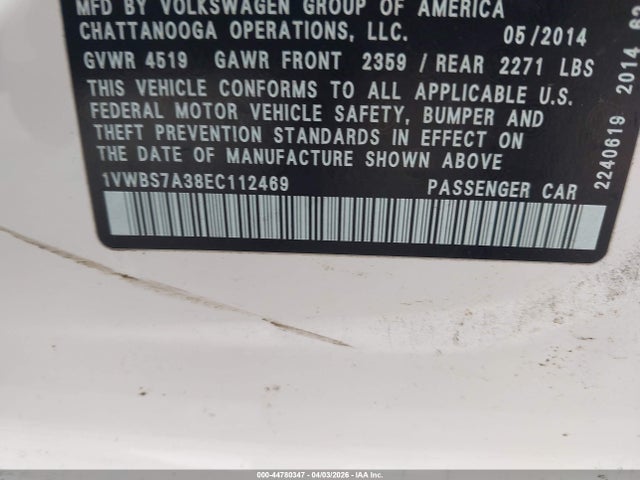 MFD BY VOLKSWAGEN GROUP OF AMERICA
CHATTANOOGA OPERATIONS, LLC. 05/2014
GVWR 4519 GAWR FRONT 2359 / REAR 2271 LBS
THIS VEHICLE CONFORMS TO ALL APPLICABLE U.S.
FEDERAL MOTOR VEHICLE SAFETY, BUMPER AND
THEFT PREVENTION STANDARDS IN EFFECT ON
THE DATE OF MANUFACTURE SHOWN ABOVE
1VWBS7A38EC112469 PASSENGER CAR
2240619 2014
000-44780347 - 04/03/2026 - IAA Inc.